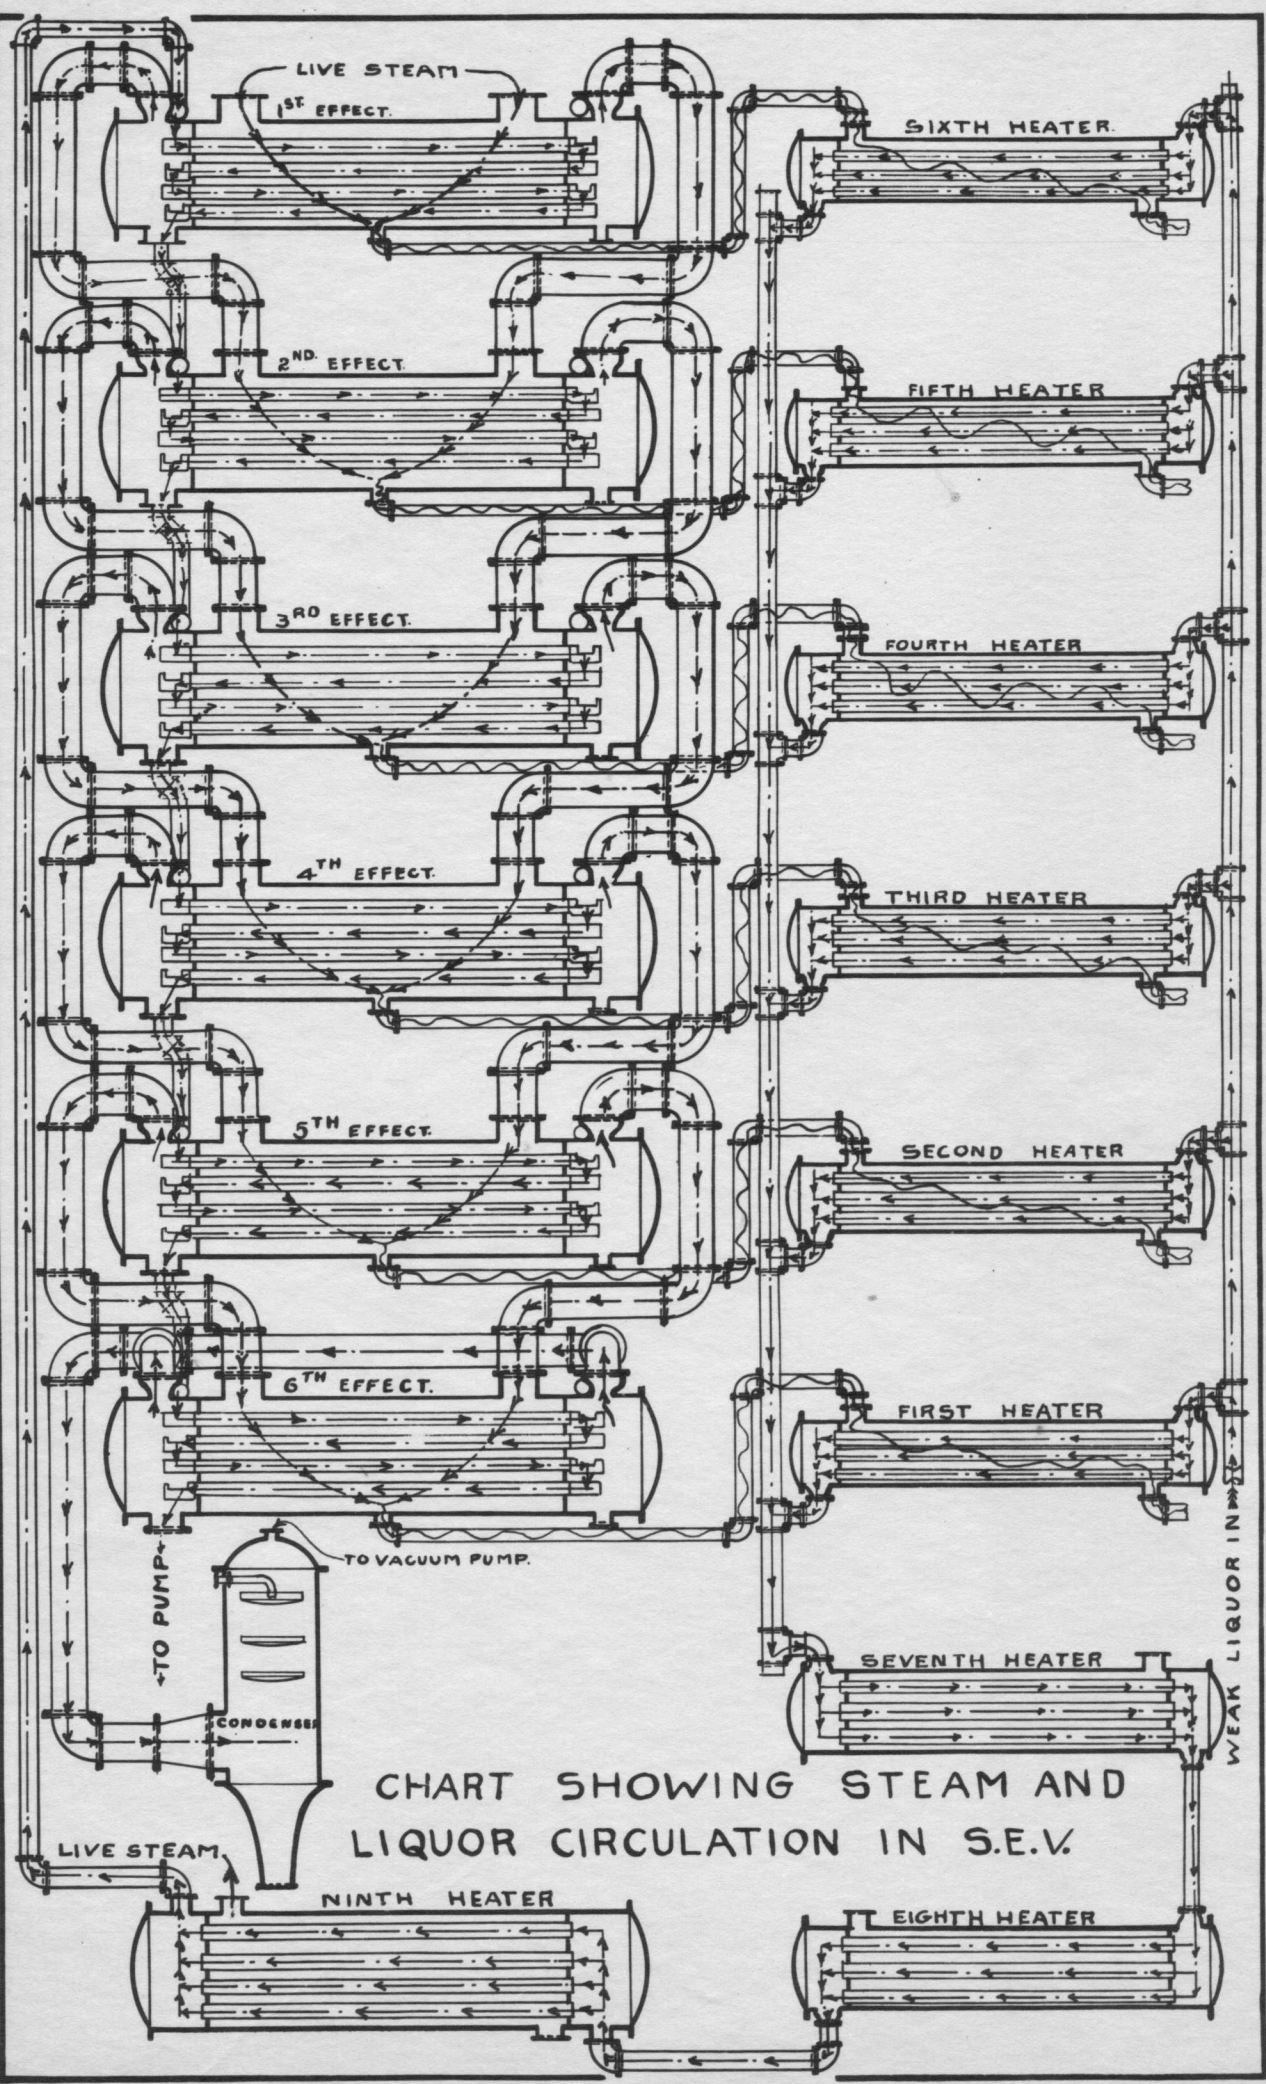 LIVE STEAM
1ST. EFFECT.
SIXTH HEATER.
2ND. EFFECT.
FIFTH HEATER
3RD EFFECT.
FOURTH HEATER
4TH EFFECT.
THIRD HEATER
5TH EFFECT.
SECOND HEATER
6TH EFFECT.
FIRST HEATER
TO VACUUM PUMP.
TO PUMP
WEAK LIQUOR IN
SEVENTH HEATER
CONDENSER
CHART SHOWING STEAM AND
LIQUOR CIRCULATION IN S.E.V.
LIVE STEAM.
NINTH HEATER
EIGHTH HEATER